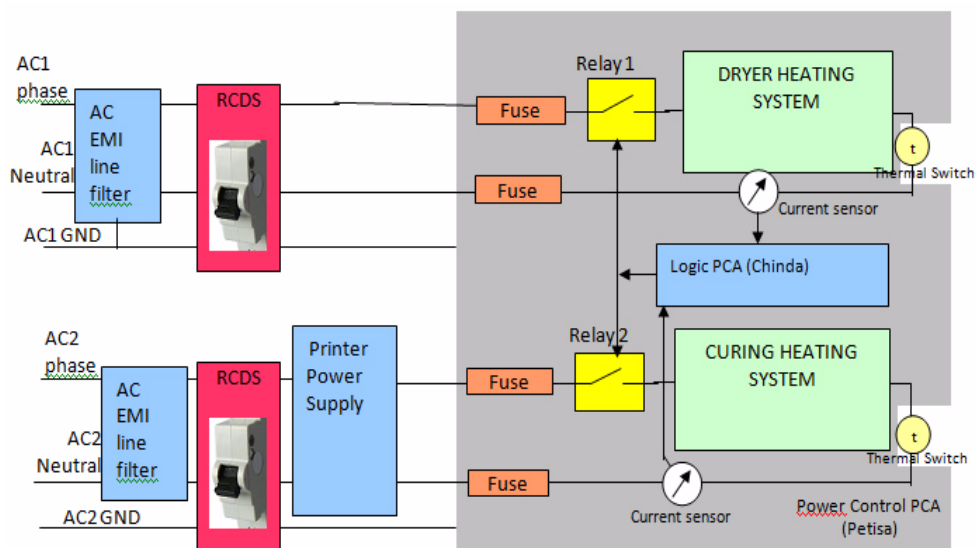 AC1
phase
AC1
Neutral
AC1 GND
AC
EMI
line
filter
RCDS
Fuse
Fuse
Relay 1
DRYER HEATING
SYSTEM
t
Thermal Switch
Current sensor
Logic PCA (Chinda)
AC2
phase
AC2
Neutral
AC2 GND
AC
EMI
line
filter
RCDS
Printer
Power
Supply
Fuse
Fuse
Relay 2
CURING HEATING
SYSTEM
t
Thermal Switch
Current sensor
Power Control PCA
(Petisa)